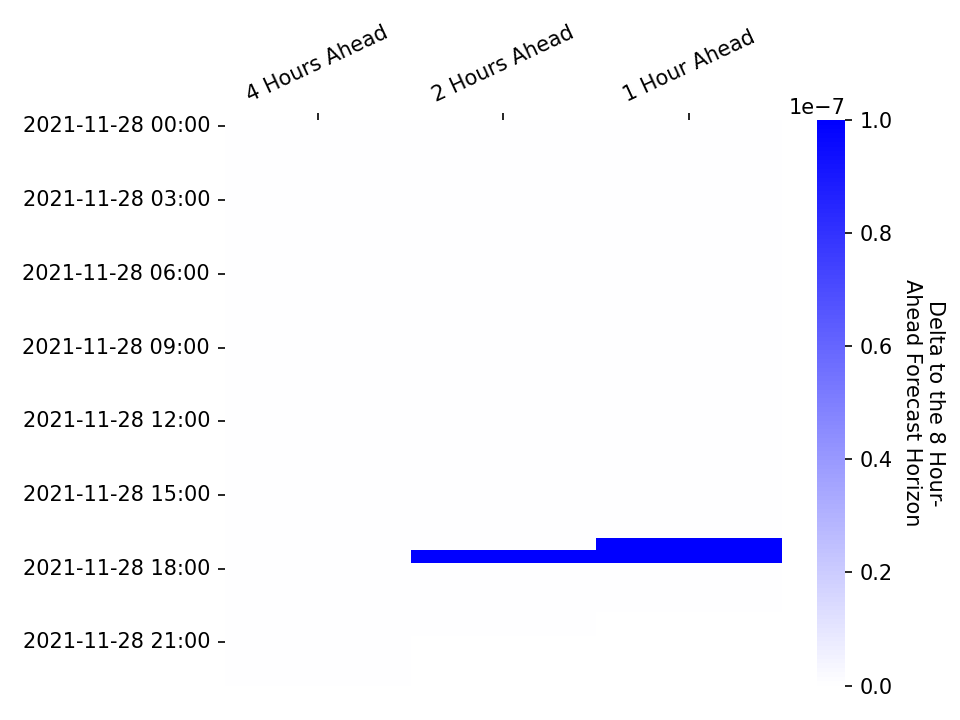 4 Hours Ahead
2 Hours Ahead
1 Hour Ahead
1e−7
2021-11-28 00:00
2021-11-28 03:00
2021-11-28 06:00
2021-11-28 09:00
2021-11-28 12:00
2021-11-28 15:00
2021-11-28 18:00
2021-11-28 21:00
1.0
0.8
0.6
0.4
0.2
0.0
Delta to the 8 Hour-
Ahead Forecast Horizon